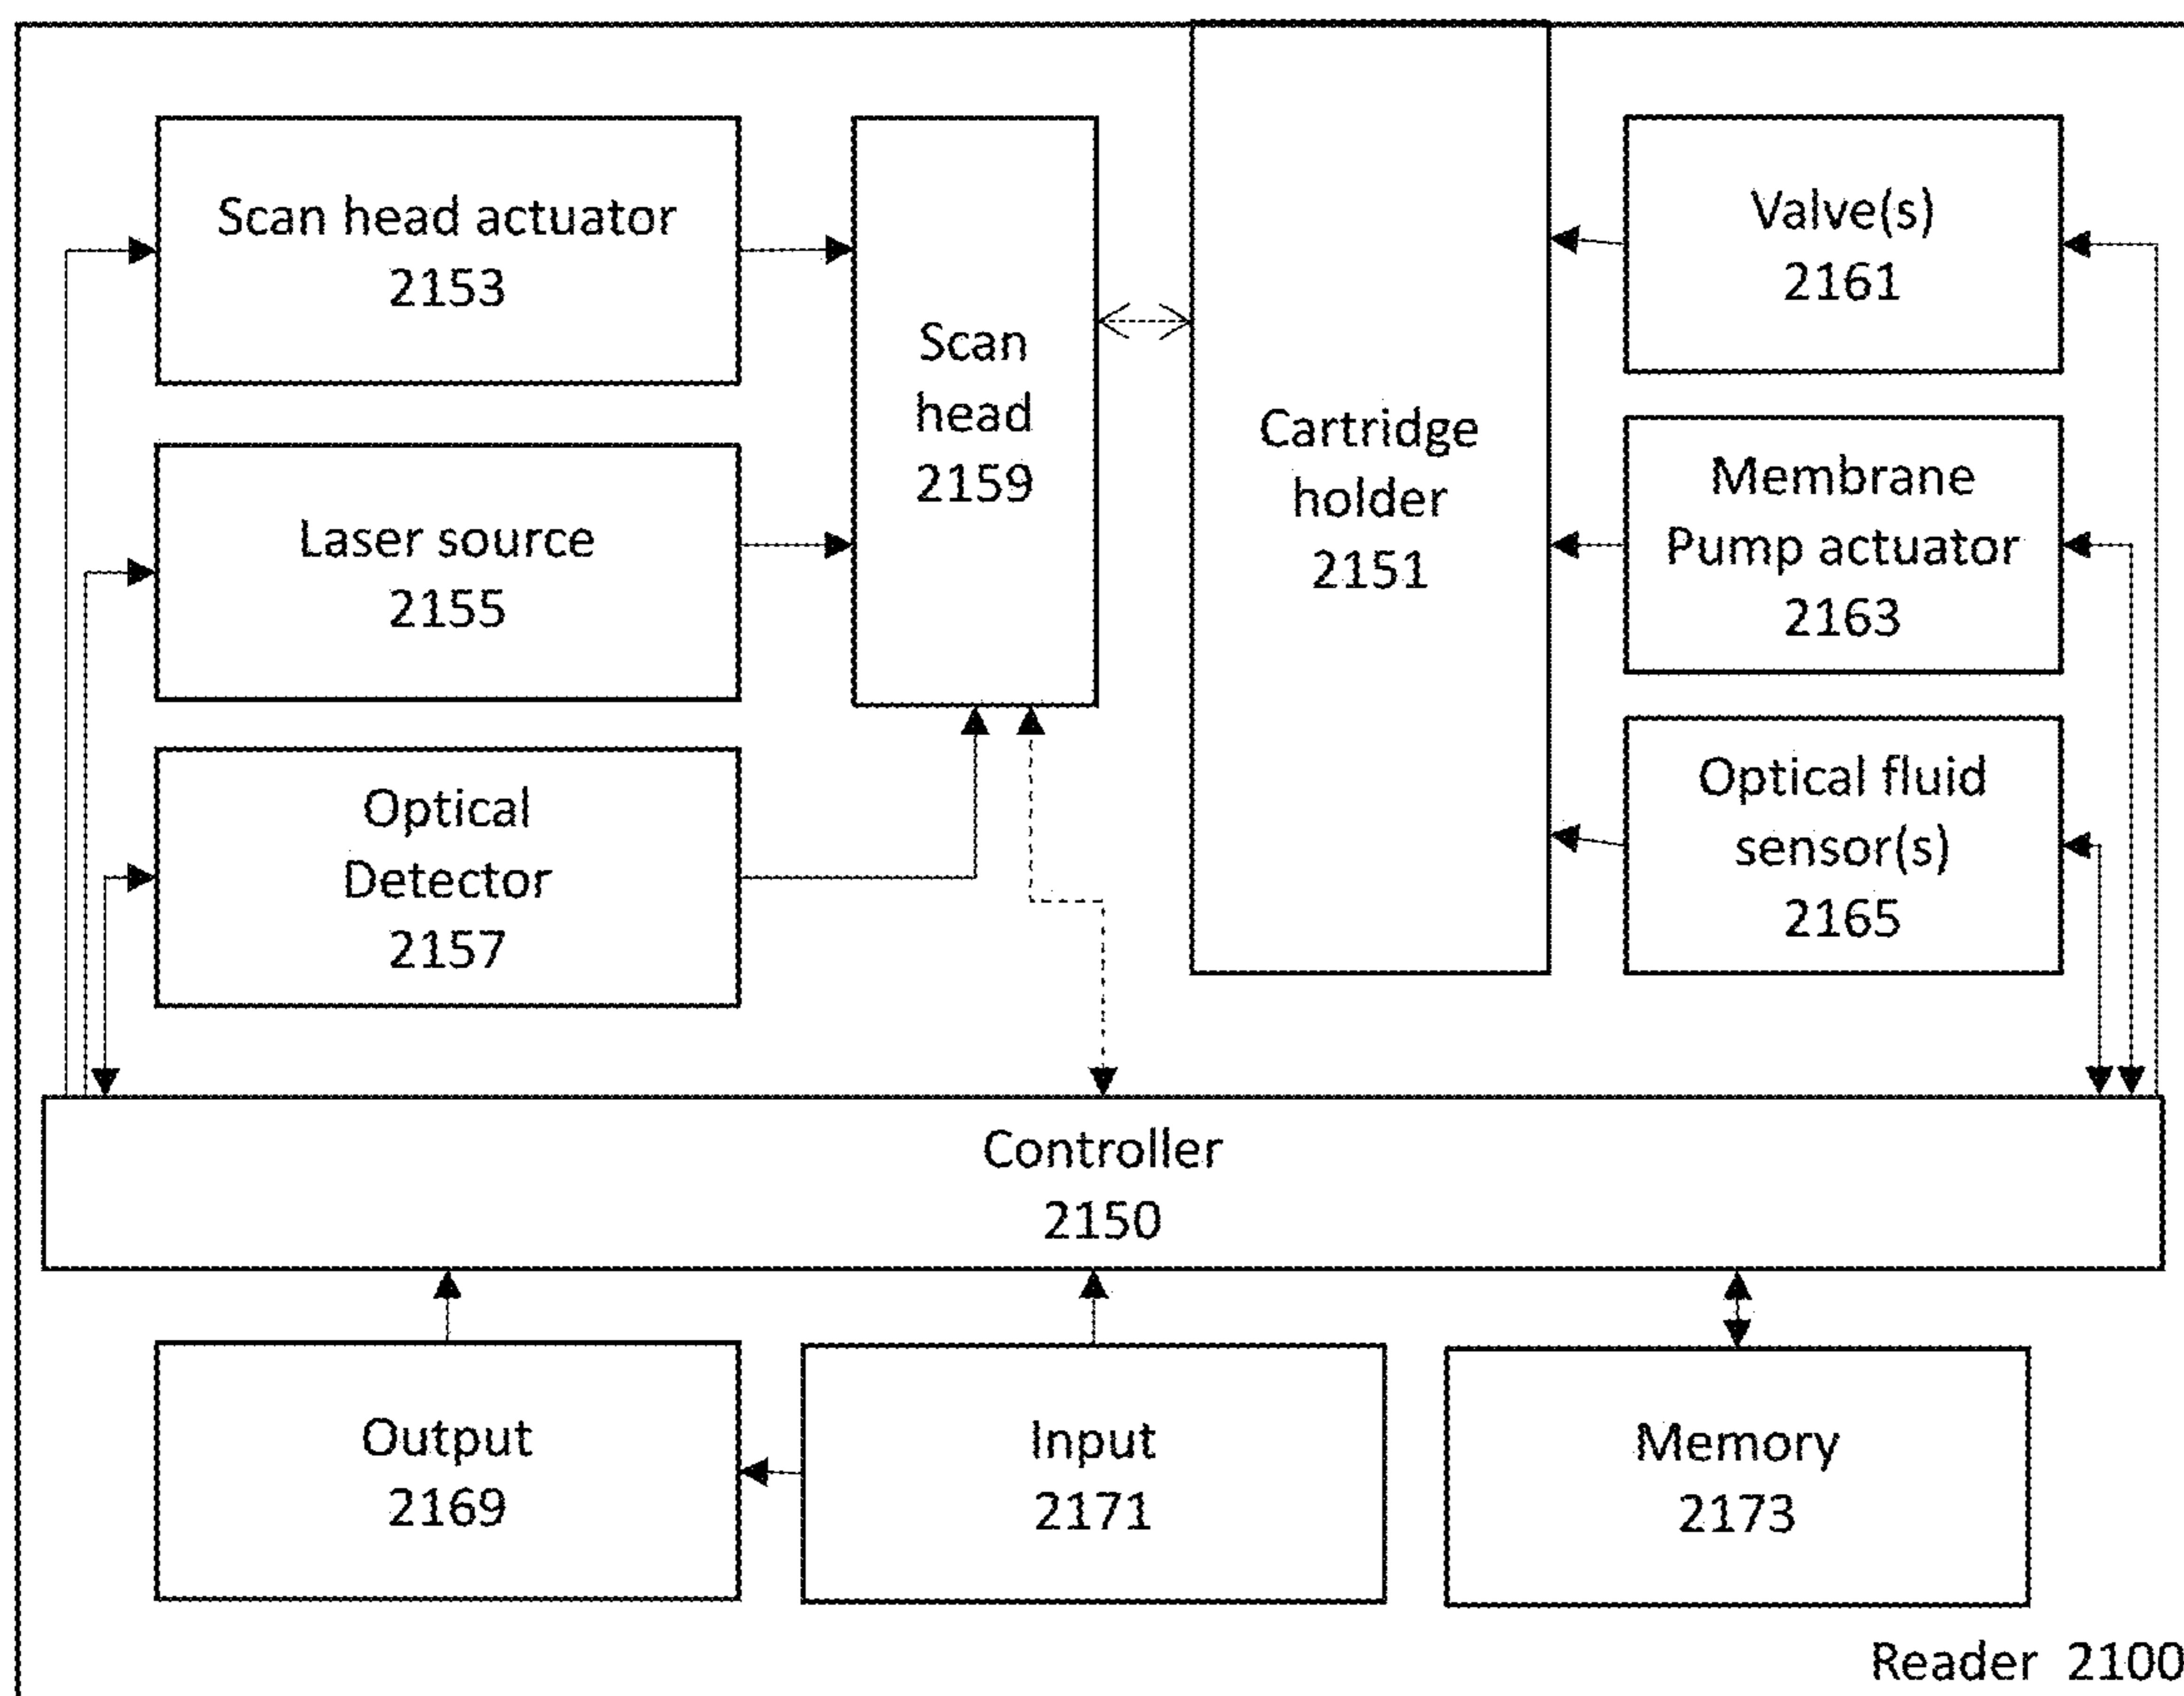 Scan head actuator
2153
Scan
head
2159
Cartridge
holder
2151
Valve(s)
2161
Laser source
2155
Membrane
Pump actuator
2163
Optical
Detector
2157
Optical fluid
sensor(s)
2165
Controller
2150
Output
2169
Input
2171
Memory
2173
Reader 2100